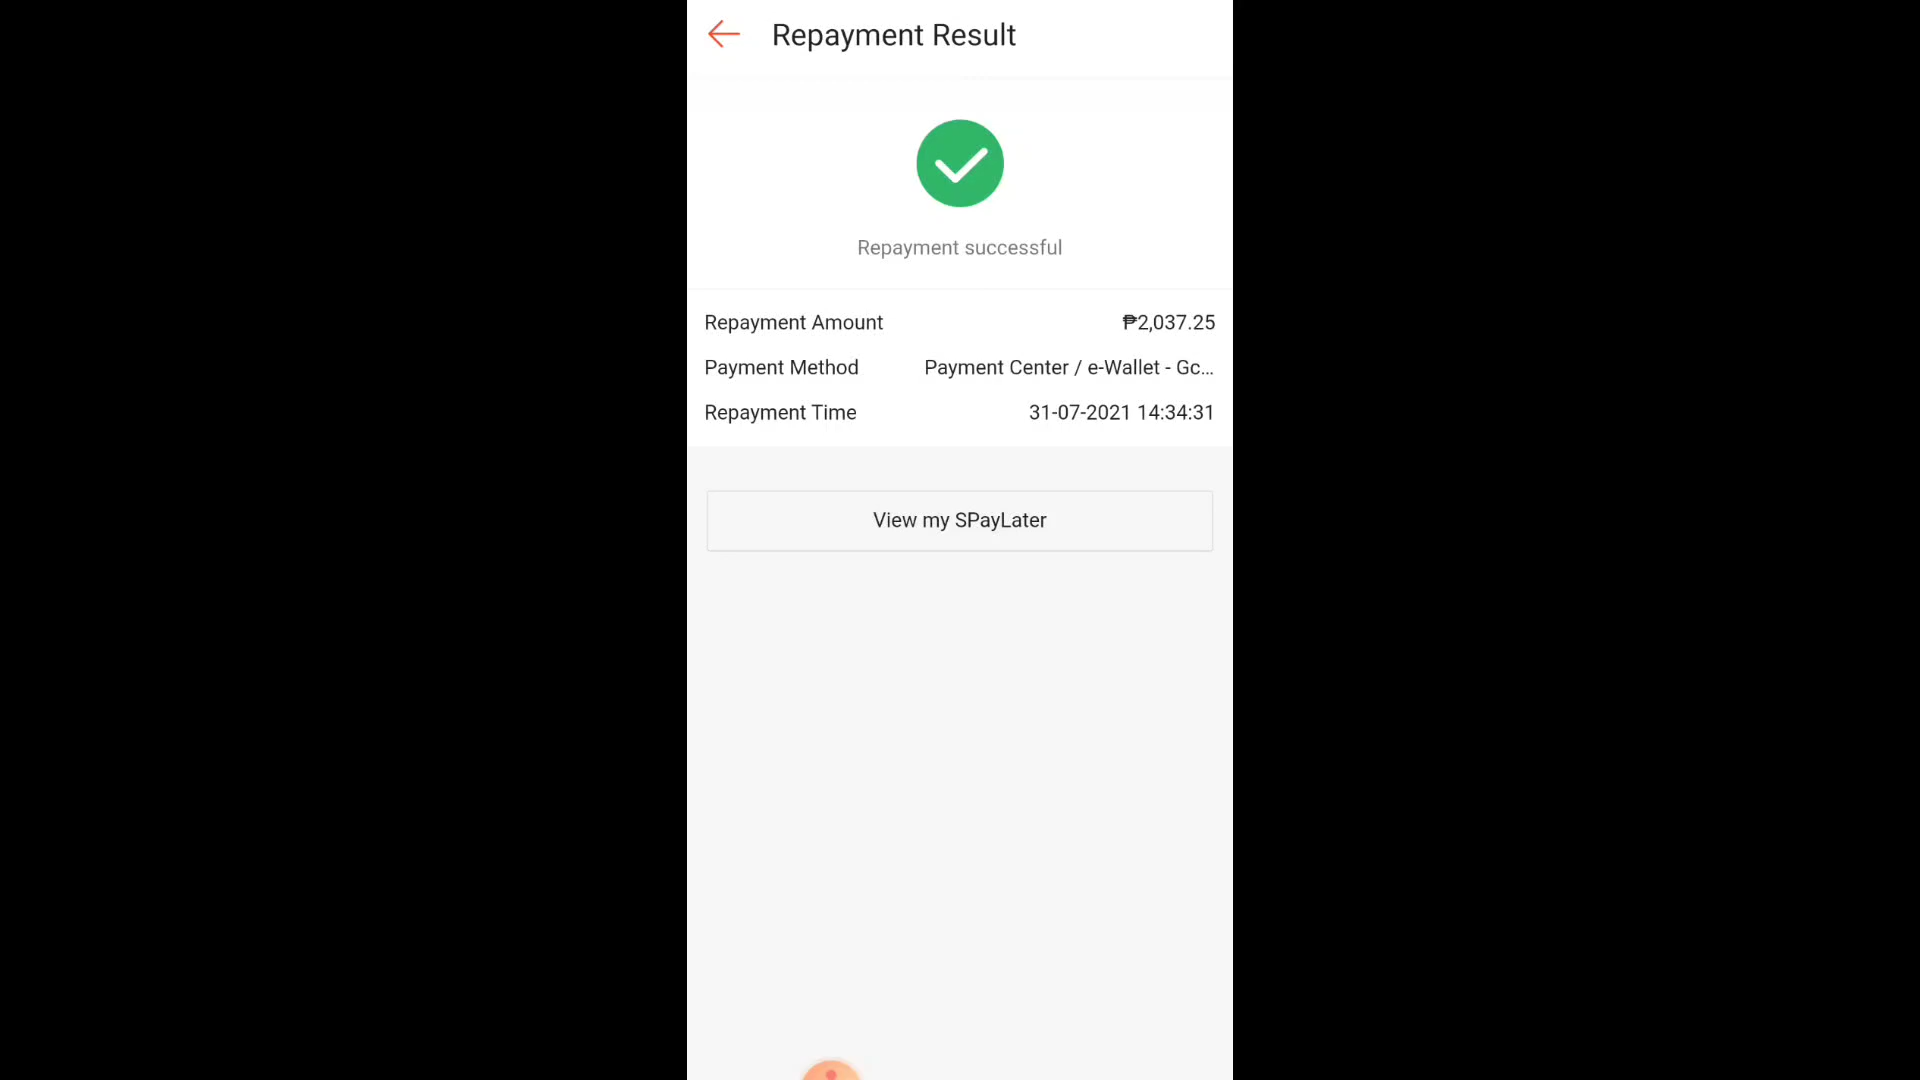 Repayment Result
Repayment successful
Repayment Amount ₱2,037.25
Payment Method Payment Center / e-Wallet - Gc...
Repayment Time 31-07-2021 14:34:31
View my SPayLater